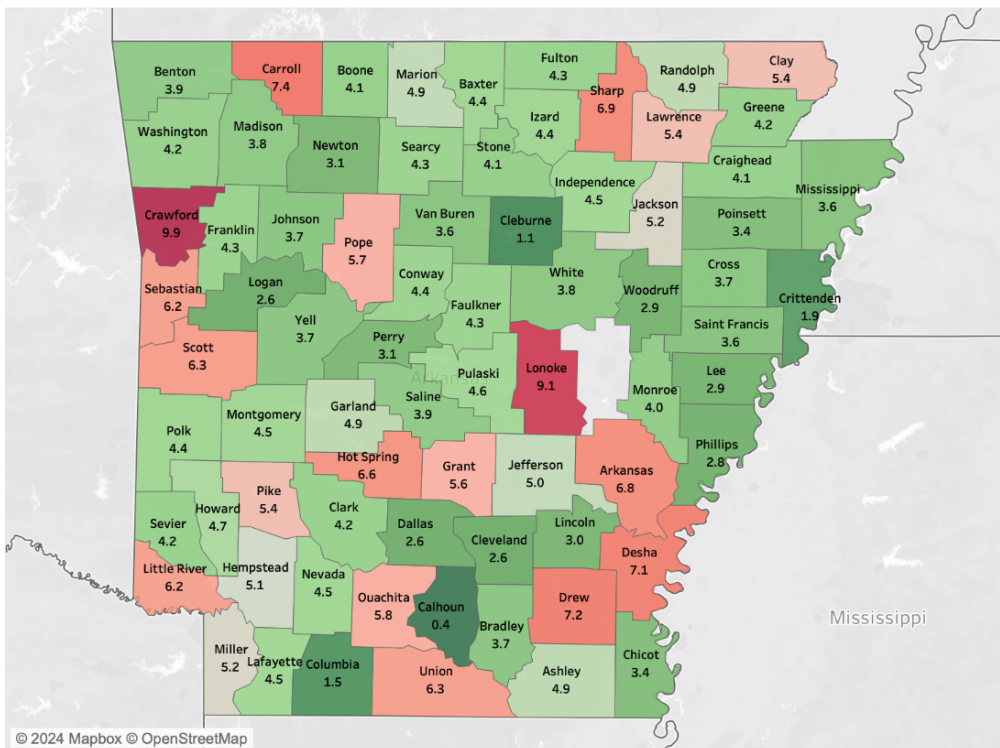 Benton
3.9
Carroll
7.4
Boone
4.1
Marion
4.9
Baxter
4.4
Fulton
4.3
Sharp
6.9
Randolph
4.9
Clay
5.4
Washington
4.2
Madison
3.8
Newton
3.1
Searcy
4.3
Stone
4.1
Izard
4.4
Lawrence
5.4
Greene
4.2
Independence
4.5
Jackson
5.2
Craighead
4.1
Mississippi
3.6
Crawford
9.9
Franklin
4.3
Johnson
3.7
Pope
5.7
Van Buren
3.6
Cleburne
1.1
Poinsett
3.4
Sebastian
6.2
Logan
2.6
Conway
4.4
Faulkner
4.3
White
3.8
Woodruff
2.9
Cross
3.7
Crittenden
1.9
Scott
6.3
Yell
3.7
Perry
3.1
Pulaski
4.6
Lonoke
9.1
Saint Francis
3.6
Arkansas
Lee
2.9
Polk
4.4
Montgomery
4.5
Garland
4.9
Saline
3.9
Monroe
4.0
Phillips
2.8
Hot Spring
6.6
Grant
5.6
Jefferson
5.0
Arkansas
6.8
Sevier
4.2
Howard
4.7
Pike
5.4
Clark
4.2
Dallas
2.6
Cleveland
2.6
Lincoln
3.0
Desha
7.1
Little River
6.2
Hempstead
5.1
Nevada
4.5
Ouachita
5.8
Calhoun
0.4
Bradley
3.7
Drew
7.2
Mississippi
Miller
5.2
Lafayette
4.5
Columbia
1.5
Union
6.3
Ashley
4.9
Chicot
3.4
© 2024 Mapbox © OpenStreetMap